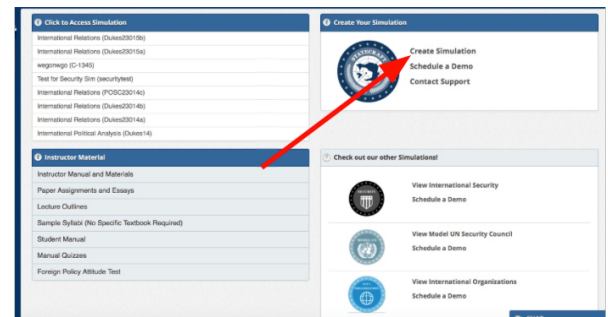 Click to Access Simulation
International Relations (Dukes23015b)
International Relations (Dukes23015a)
wegonwgo (C-1345)
Test for Security Sim (securitytest)
International Relations (POSC23014c)
International Relations (Dukes23014b)
International Relations (Dukes23014a)
International Political Analysis (Dukes14)
Create Your Simulation
STATECRAFT
Create Simulation
Schedule a Demo
Contact Support
Instructor Material
Instructor Manual and Materials
Paper Assignments and Essays
Lecture Outlines
Sample Syllabi (No Specific Textbook Required)
Student Manual
Manual Quizzes
Foreign Policy Attitude Test
Check out our other Simulations!
SECURITY
View International Security
Schedule a Demo
View Model UN Security Council
Schedule a Demo
View International Organizations
Schedule a Demo